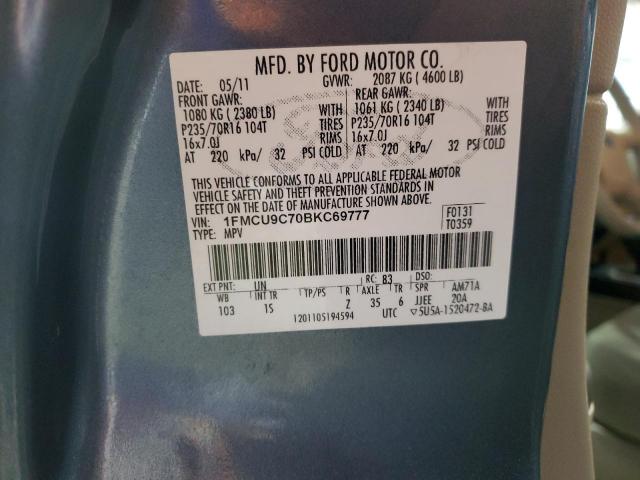 MFD. BY FORD MOTOR CO.
DATE: 05/11 GVWR: 2087 KG ( 4600 LB)
FRONT GAWR: REAR GAWR:
1080 KG ( 2380 LB) 1061 KG ( 2340 LB) WITH
P235/70R16 104T P235/70R16 104T TIRES
16x7.0J 16x7.0J RIMS
AT 220 kPa/ 32 PSI COLD AT 220 kPa/ 32 PSI COLD
WITH
TIRES
RIMS
THIS VEHICLE CONFORMS TO ALL APPLICABLE FEDERAL MOTOR
VEHICLE SAFETY AND THEFT PREVENTION STANDARDS IN
EFFECT ON THE DATE OF MANUFACTURE SHOWN ABOVE.
VIN: 1FMCU9C70BKC69777 F0131
TYPE: MPV T0359
EXT PNT: UN RC: 83 DSO:
WB INT TR TP/PS R AXLE TR SPR AM71A
103 1S Z 35 6 JJEE 20A
1201105194594 UTC ▽5U5A-1520472-BA